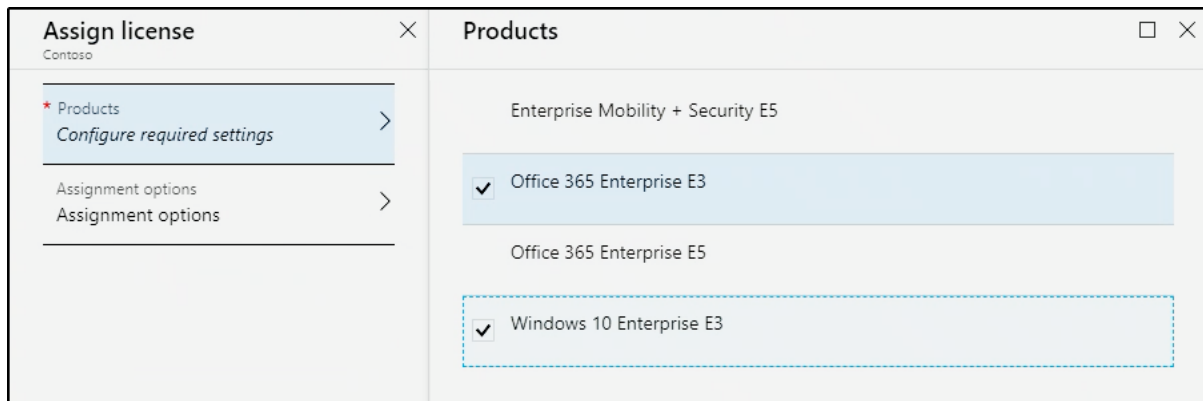 Assign license
Contoso
* Products
Configure required settings
Assignment options
Assignment options
Products
Enterprise Mobility + Security E5
Office 365 Enterprise E3
Office 365 Enterprise E5
Windows 10 Enterprise E3